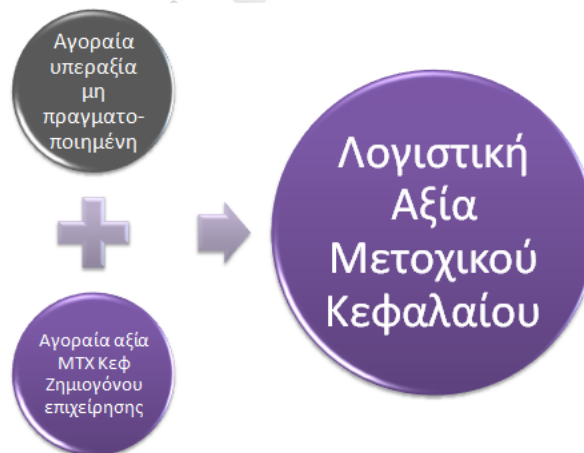 Αγοραία
υπεραξία
μη
πραγματο-
ποιημένη
Αγοραία αξία
ΜΤΧ Κεφ
Ζημιογόνου
επιχείρησης
Λογιστική
Αξία
Μετοχικού
Κεφαλαίου